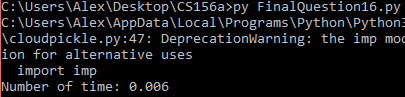 C:\Users\Alex\Desktop\CS156a>py FinalQuestion16.py
C:\Users\Alex\AppData\Local\Programs\Python\Python3
\cloudpickle.py:47: DeprecationWarning: the imp mod
ion for alternative uses
  import imp
Number of time: 0.006